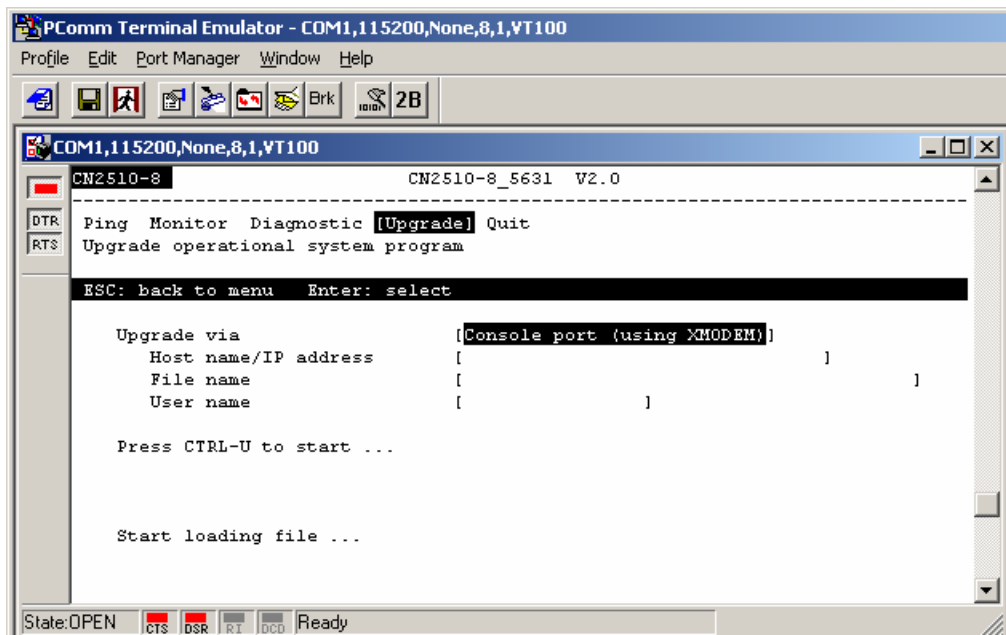 PComm Terminal Emulator - COM1,115200,None,8,1,VT100
Profile Edit Port Manager Window Help
Brk 2B
COM1,115200,None,8,1,VT100
CN2510-8 CN2510-8_5631 V2.0
-----------------------------------------------------------------------------
DTR Ping Monitor Diagnostic [Upgrade] Quit
RTS Upgrade operational system program
ESC: back to menu Enter: select
Upgrade via [Console port (using XMODEM)]
Host name/IP address [ ]
File name [ ]
User name [ ]
Press CTRL-U to start ...
Start loading file ...
State:OPEN CTS DSR RI DCD Ready